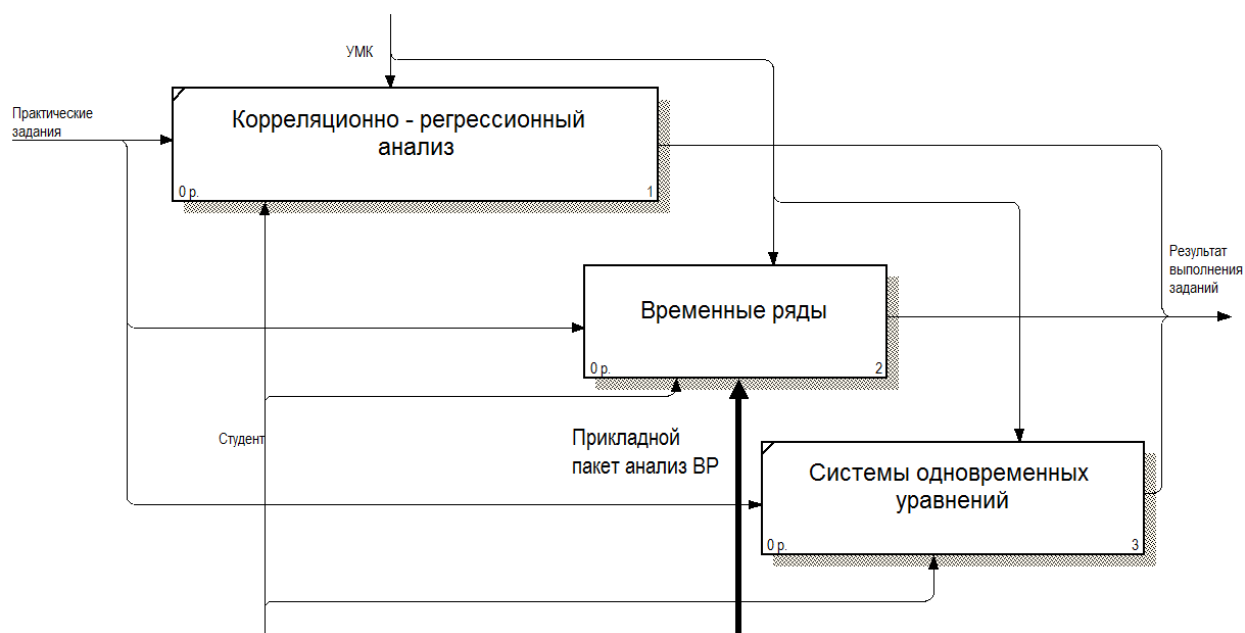 УМК
Практические
задания
Корреляционно - регрессионный
анализ
0 р.
1
Временные ряды
0 р.
2
Результат
выполнения
заданий
Студент
Прикладной
пакет анализ ВР
Системы одновременных
уравнений
0 р.
3